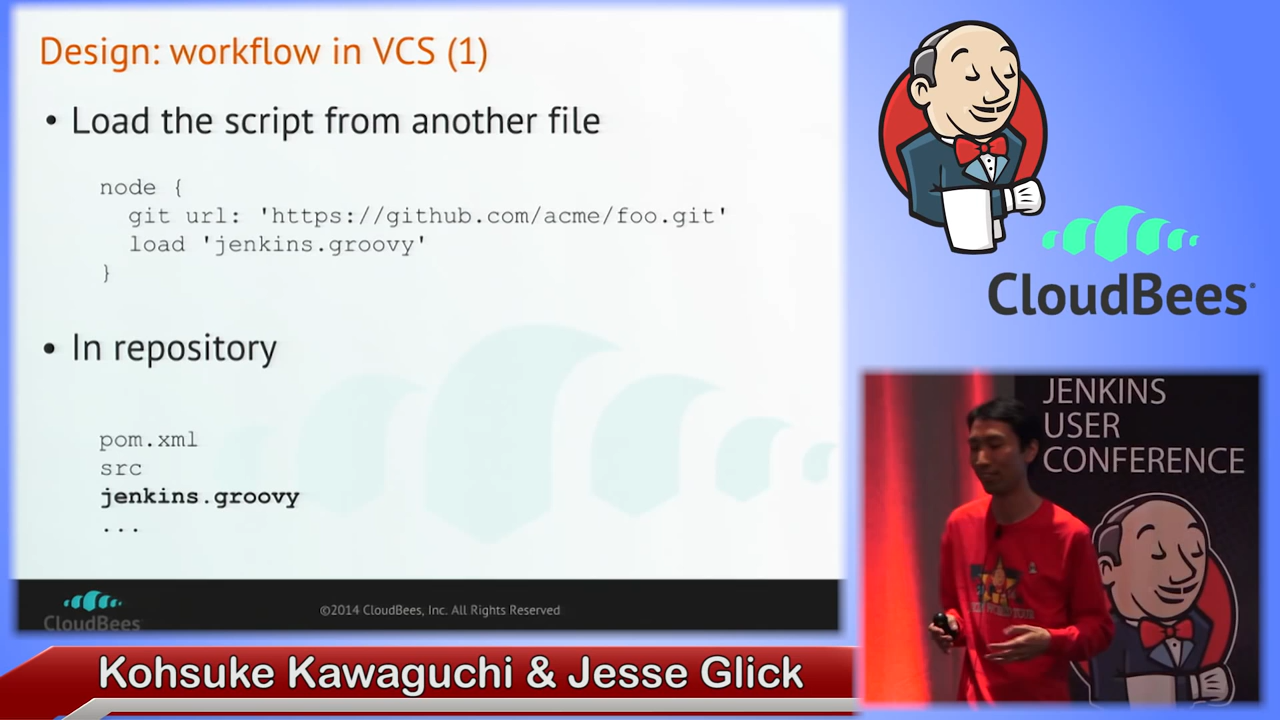 Design: workflow in VCS (1)
• Load the script from another file
node {
git url: 'https://github.com/acme/foo.git'
load 'jenkins.groovy'
}
• In repository
pom.xml
src
jenkins.groovy
...
CloudBees
©2014 CloudBees, Inc. All Rights Reserved
Kohsuke Kawaguchi & Jesse Glick
CloudBees
JENKINS
USER
CONFERENCE
WORLD TOUR